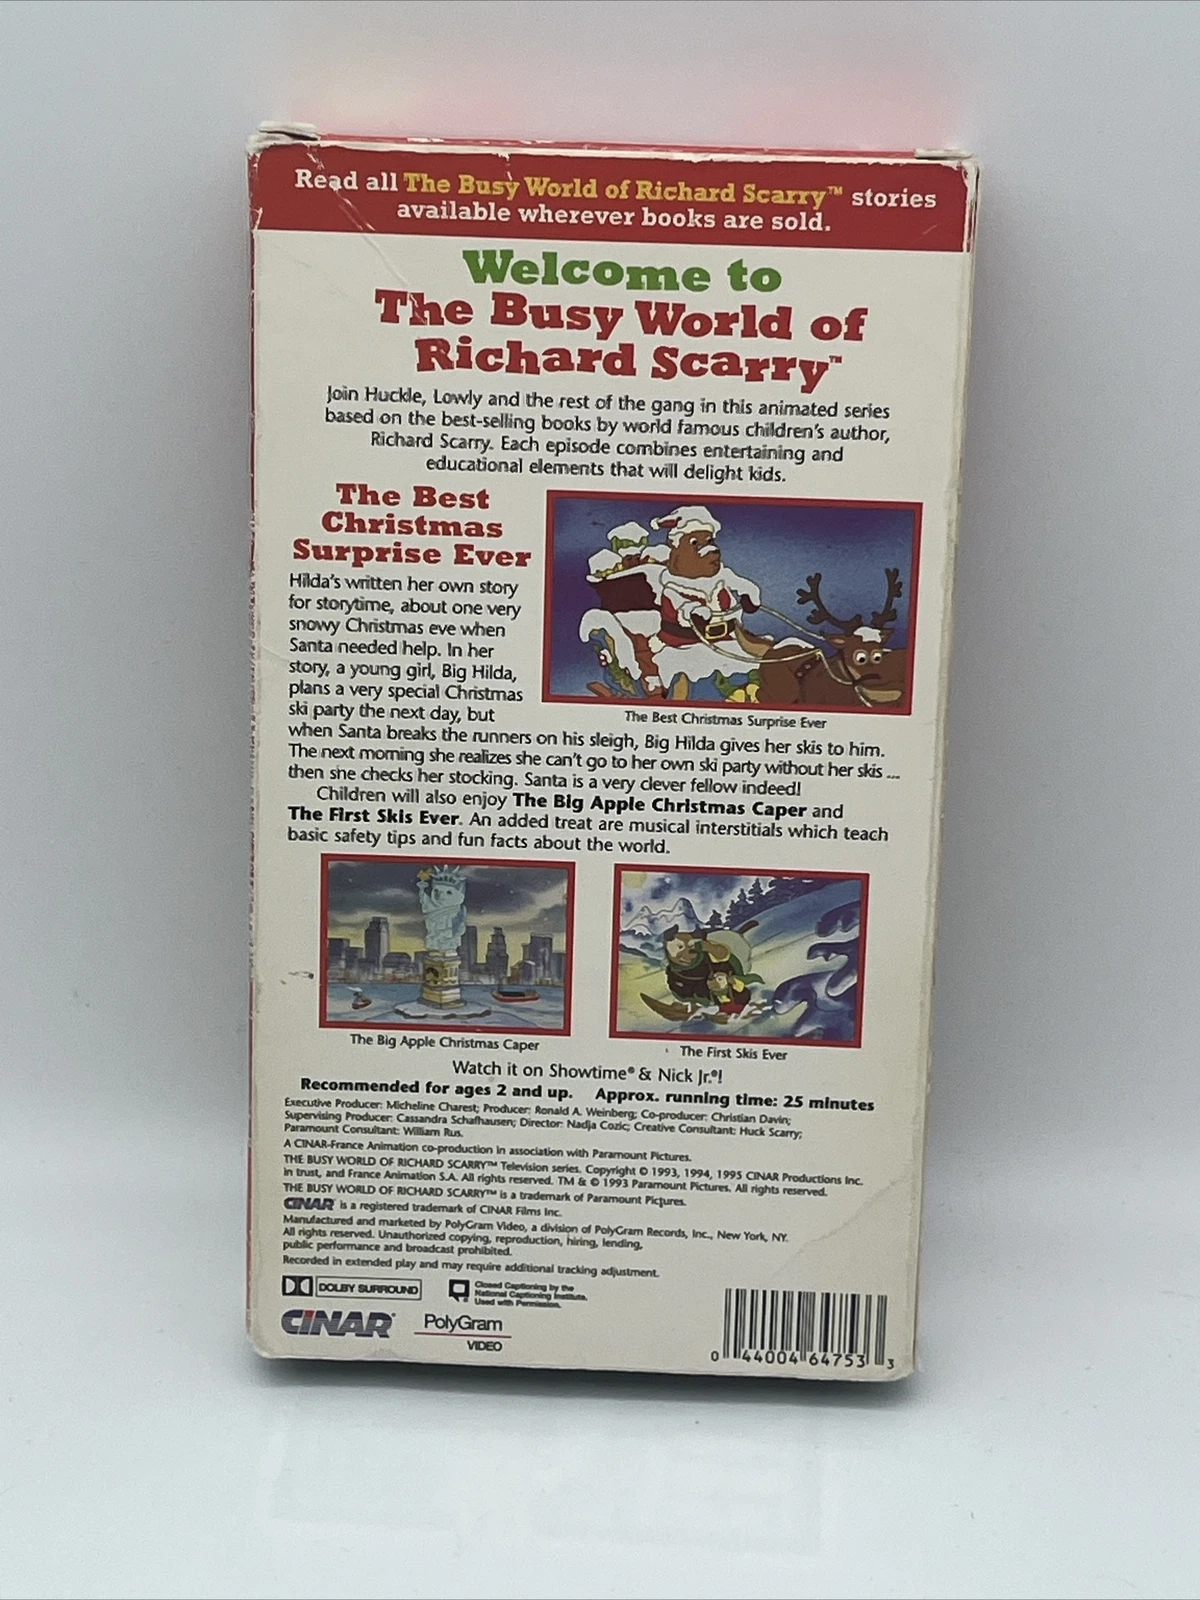 Read all The Busy World of Richard Scarry™ stories
available wherever books are sold.
Welcome to
The Busy World of
Richard Scarry™
Join Huckle, Lowly and the rest of the gang in this animated series
based on the best-selling books by world famous children's author,
Richard Scarry. Each episode combines entertaining and
educational elements that will delight kids.
The Best
Christmas
Surprise Ever
Hilda's written her own story
for storytime, about one very
snowy Christmas eve when
Santa needed help. In her
story, a young girl, Big Hilda,
plans a very special Christmas
ski party the next day, but
when Santa breaks the runners on his sleigh, Big Hilda gives her skis to him.
The next morning she realizes she can't go to her own ski party without her skis ...
then she checks her stocking. Santa is a very clever fellow indeed!
The Best Christmas Surprise Ever
Children will also enjoy The Big Apple Christmas Caper and
The First Skis Ever. An added treat are musical interstitials which teach
basic safety tips and fun facts about the world.
The Big Apple Christmas Caper
The First Skis Ever
Watch it on Showtime® & Nick Jr.®!
Recommended for ages 2 and up. Approx. running time: 25 minutes
Executive Producer: Micheline Charest; Producer: Ronald A. Weinberg; Co-producer: Christian Davin;
Supervising Producer: Cassandra Schafhausen; Director: Nadja Cozic; Creative Consultant: Huck Scarry;
Paramount Consultant: William Rus.
A CINAR-France Animation co-production in association with Paramount Pictures.
THE BUSY WORLD OF RICHARD SCARRY™ Television series. Copyright © 1993, 1994, 1995 CINAR Productions Inc.
in trust, and France Animation S.A. All rights reserved. TM & © 1993 Paramount Pictures. All rights reserved.
THE BUSY WORLD OF RICHARD SCARRY™ is a trademark of Paramount Pictures.
CINAR is a registered trademark of CINAR Films Inc.
Manufactured and marketed by PolyGram Video, a division of PolyGram Records, Inc., New York, NY.
All rights reserved. Unauthorized copying, reproduction, hiring, lending,
public performance and broadcast prohibited.
Recorded in extended play and may require additional tracking adjustment.
DOLBY SURROUND
Closed Captioning by the
National Captioning Institute.
Used with Permission.
CINAR®
PolyGram
VIDEO
0 44004 64753 3